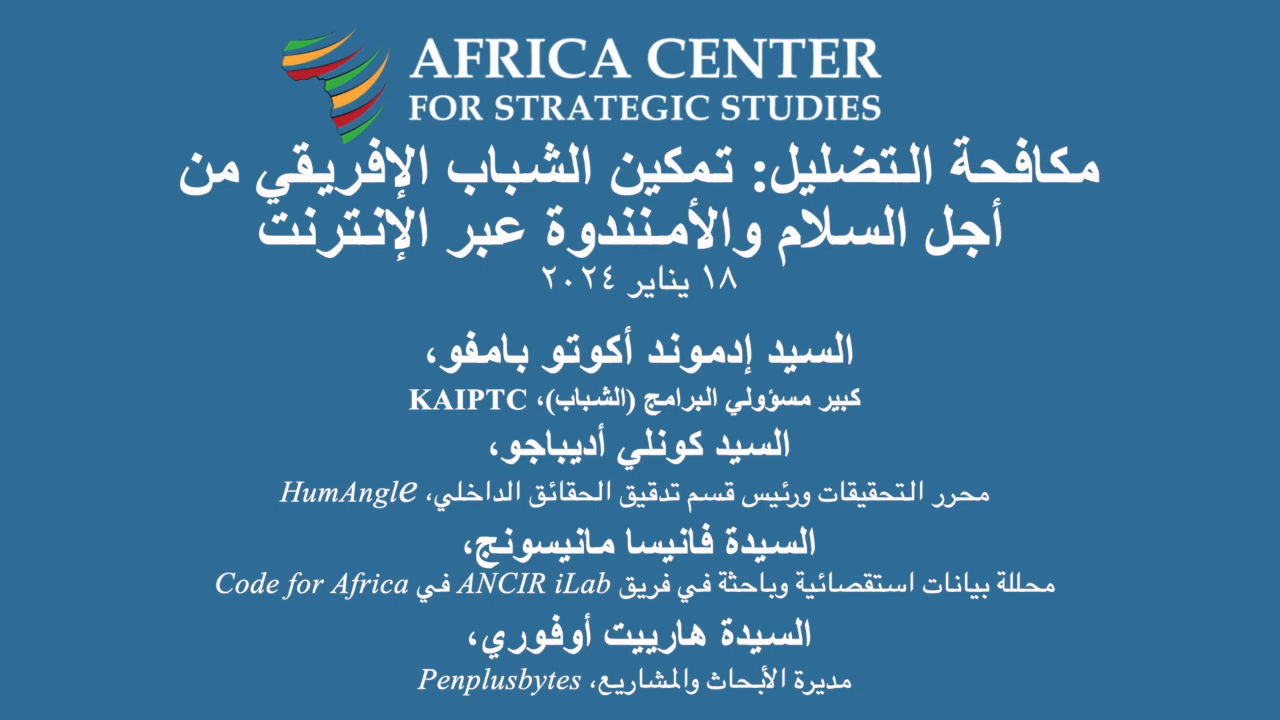 AFRICA CENTER
FOR STRATEGIC STUDIES
مكافحة التضليل: تمكين الشباب الإفريقي من
أجل السلام والأمنندوة عبر الإنترنت
١٨ يناير ٢٠٢٤
السيد إدموند أكوتو بامفو،
كبير مسؤولي البرامج (الشباب)، KAIPTC
السيد كونلي أديباجو،
محرر التحقيقات ورئيس قسم تدقيق الحقائق الداخلي، HumAngle
السيدة فانيسا مانيسونج،
محللة بيانات استقصائية وباحثة في فريق ANCIR iLab في Code for Africa
السيدة هارييت أوفوري،
مديرة الأبحاث والمشاريع، Penplusbytes